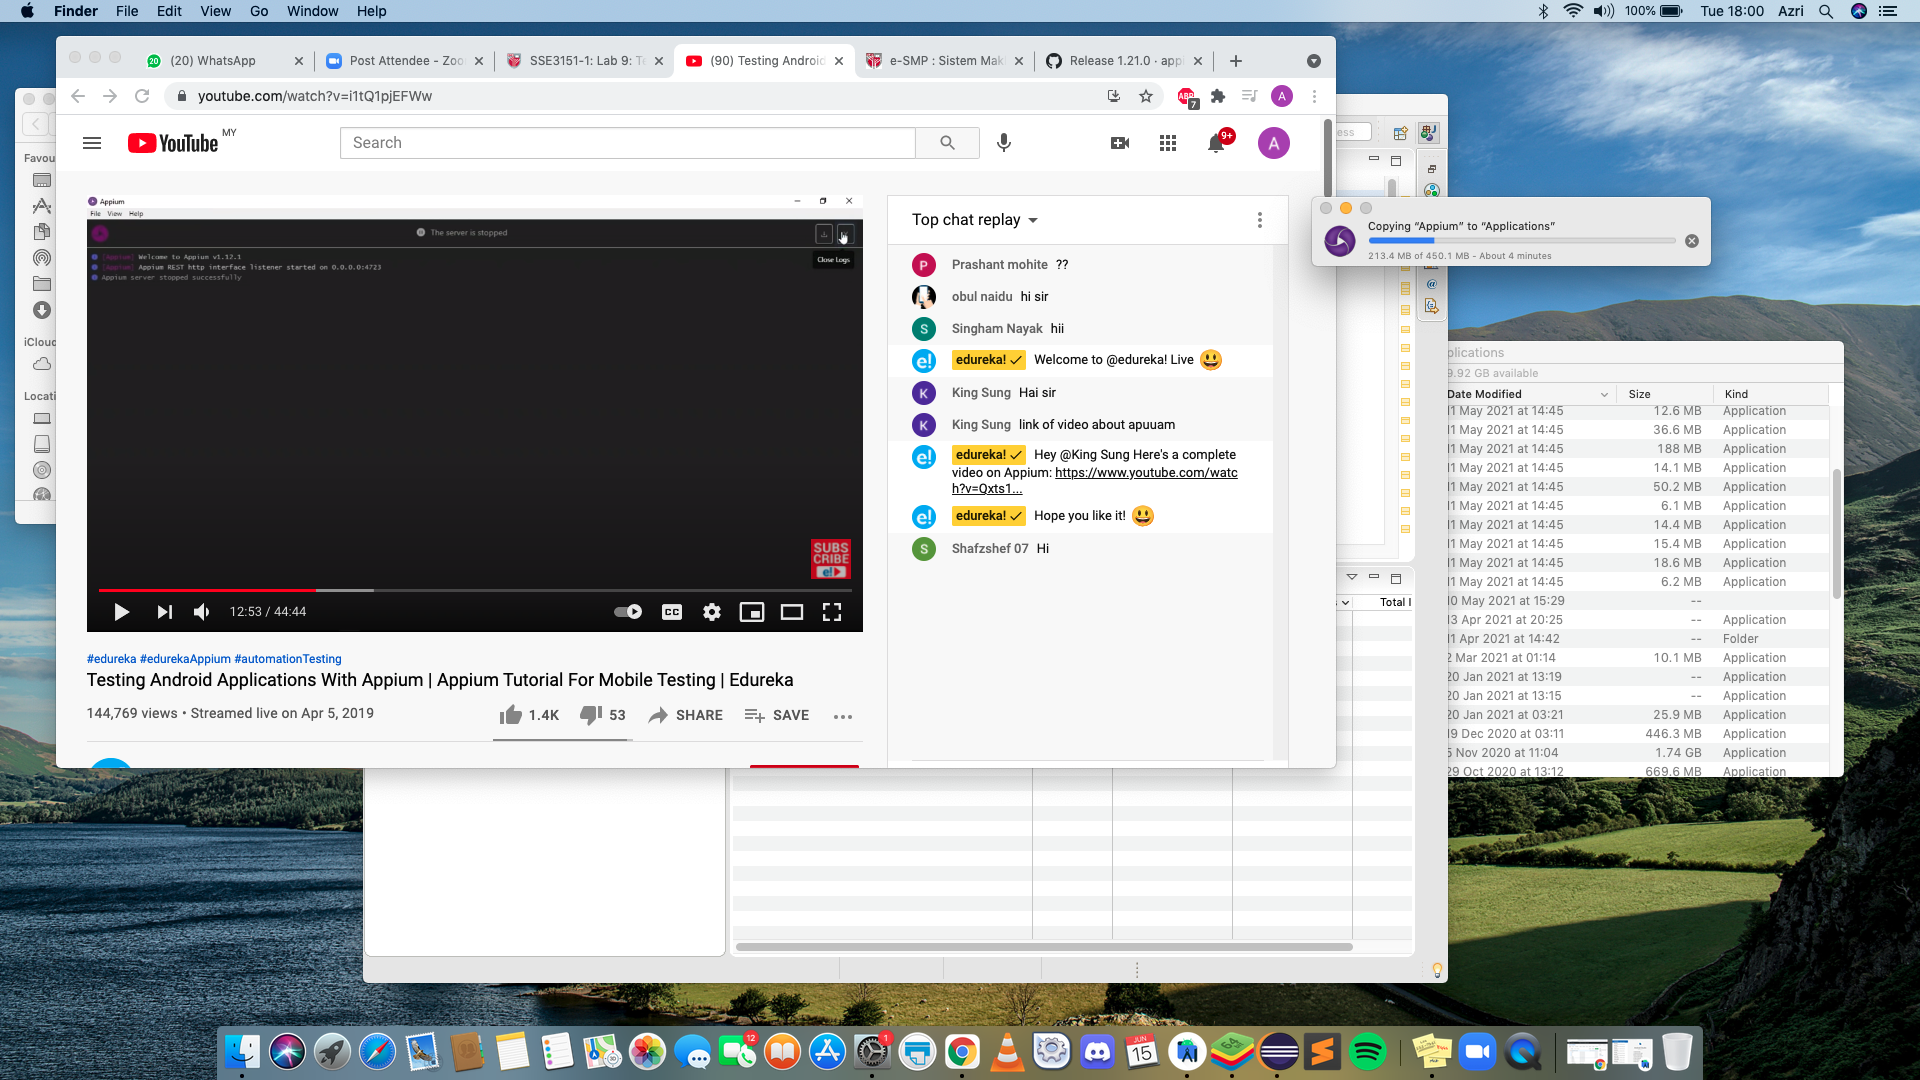 Finder File Edit View Go Window Help
100% Tue 18:00 Azri
(20) WhatsApp
Post Attendee - Zoo
SSE3151-1: Lab 9: Te
(90) Testing Android
e-SMP : Sistem Mak
Release 1.21.0 · app
youtube.com/watch?v=i1tQ1pjEFWw
ABP
7
A
YouTube MY
Search
9+
A
Appium
File View Help
The server is stopped
Close Logs
[Appium] Welcome to Appium v1.12.1
[Appium] Appium REST http interface listener started on 0.0.0.0:4723
Appium server stopped successfully
SUBS
CRIBE
e!
12:53 / 44:44
CC
#edureka #edurekaAppium #automationTesting
Testing Android Applications With Appium | Appium Tutorial For Mobile Testing | Edureka
144,769 views • Streamed live on Apr 5, 2019
1.4K 53 SHARE SAVE
Top chat replay
P Prashant mohite ??
obul naidu hi sir
S Singham Nayak hii
e! edureka! Welcome to @edureka! Live
K King Sung Hai sir
K King Sung link of video about apuuam
e! edureka! Hey @King Sung Here's a complete
video on Appium: https://www.youtube.com/watc
h?v=Qxts1...
e! edureka! Hope you like it!
S Shafzshef 07 Hi
Favou
iCloud
Locati
ess
Copying “Appium” to “Applications”
213.4 MB of 450.1 MB - About 4 minutes
Total I
plications
9.92 GB available
Date Modified Size Kind
11 May 2021 at 14:45 12.6 MB Application
11 May 2021 at 14:45 36.6 MB Application
11 May 2021 at 14:45 188 MB Application
11 May 2021 at 14:45 14.1 MB Application
11 May 2021 at 14:45 50.2 MB Application
11 May 2021 at 14:45 6.1 MB Application
11 May 2021 at 14:45 14.4 MB Application
11 May 2021 at 14:45 15.4 MB Application
11 May 2021 at 14:45 18.6 MB Application
11 May 2021 at 14:45 6.2 MB Application
10 May 2021 at 15:29 --
13 Apr 2021 at 20:25 -- Application
11 Apr 2021 at 14:42 -- Folder
2 Mar 2021 at 01:14 10.1 MB Application
20 Jan 2021 at 13:19 -- Application
20 Jan 2021 at 13:15 -- Application
20 Jan 2021 at 03:21 25.9 MB Application
19 Dec 2020 at 03:11 446.3 MB Application
5 Nov 2020 at 11:04 1.74 GB Application
29 Oct 2020 at 13:12 669.6 MB Application
12
1
JUN
15
64